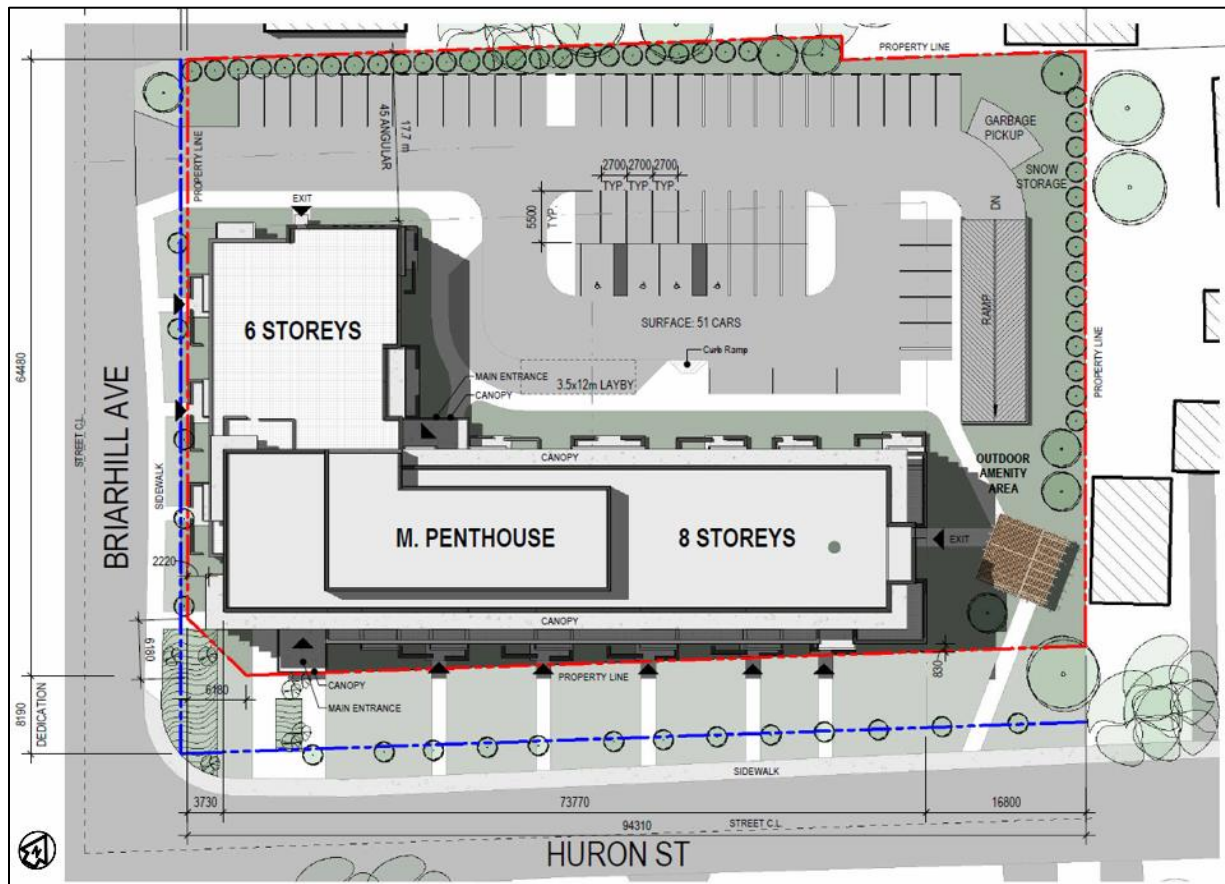 PROPERTY LINE
PROPERTY LINE
17.7 m
45 ANGULAR
GARBAGE
PICKUP
SNOW
STORAGE
2700 2700 2700
TYP. TYP. TYP.
5500
TYP.
EXIT
DN
RAMP
6 STOREYS
SURFACE: 51 CARS
Curb Ramp
3.5x12m LAYBY
MAIN ENTRANCE
CANOPY
PROPERTY LINE
64480
STREET C.L.
BRIARHILL AVE
SIDEWALK
CANOPY
OUTDOOR
AMENITY
AREA
M. PENTHOUSE
8 STOREYS
EXIT
2220
CANOPY
6180
6180
PROPERTY LINE
830
CANOPY
MAIN ENTRANCE
8190
DEDICATION
SIDEWALK
3730
73770
16800
94310
STREET C.L.
HURON ST
N